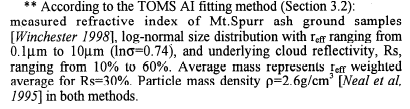 ** According to the TOMS AI fitting method (Section 3.2):
measured refractive index of Mt.Spurr ash ground samples
[Winchester 1998], log-normal size distribution with reff ranging from
0.1μm to 10μm (lnσ=0.74), and underlying cloud reflectivity, Rs,
ranging from 10% to 60%. Average mass represents reff weighted
average for Rs=30%. Particle mass density ρ=2.6g/cm³ [Neal et al,
1995] in both methods.